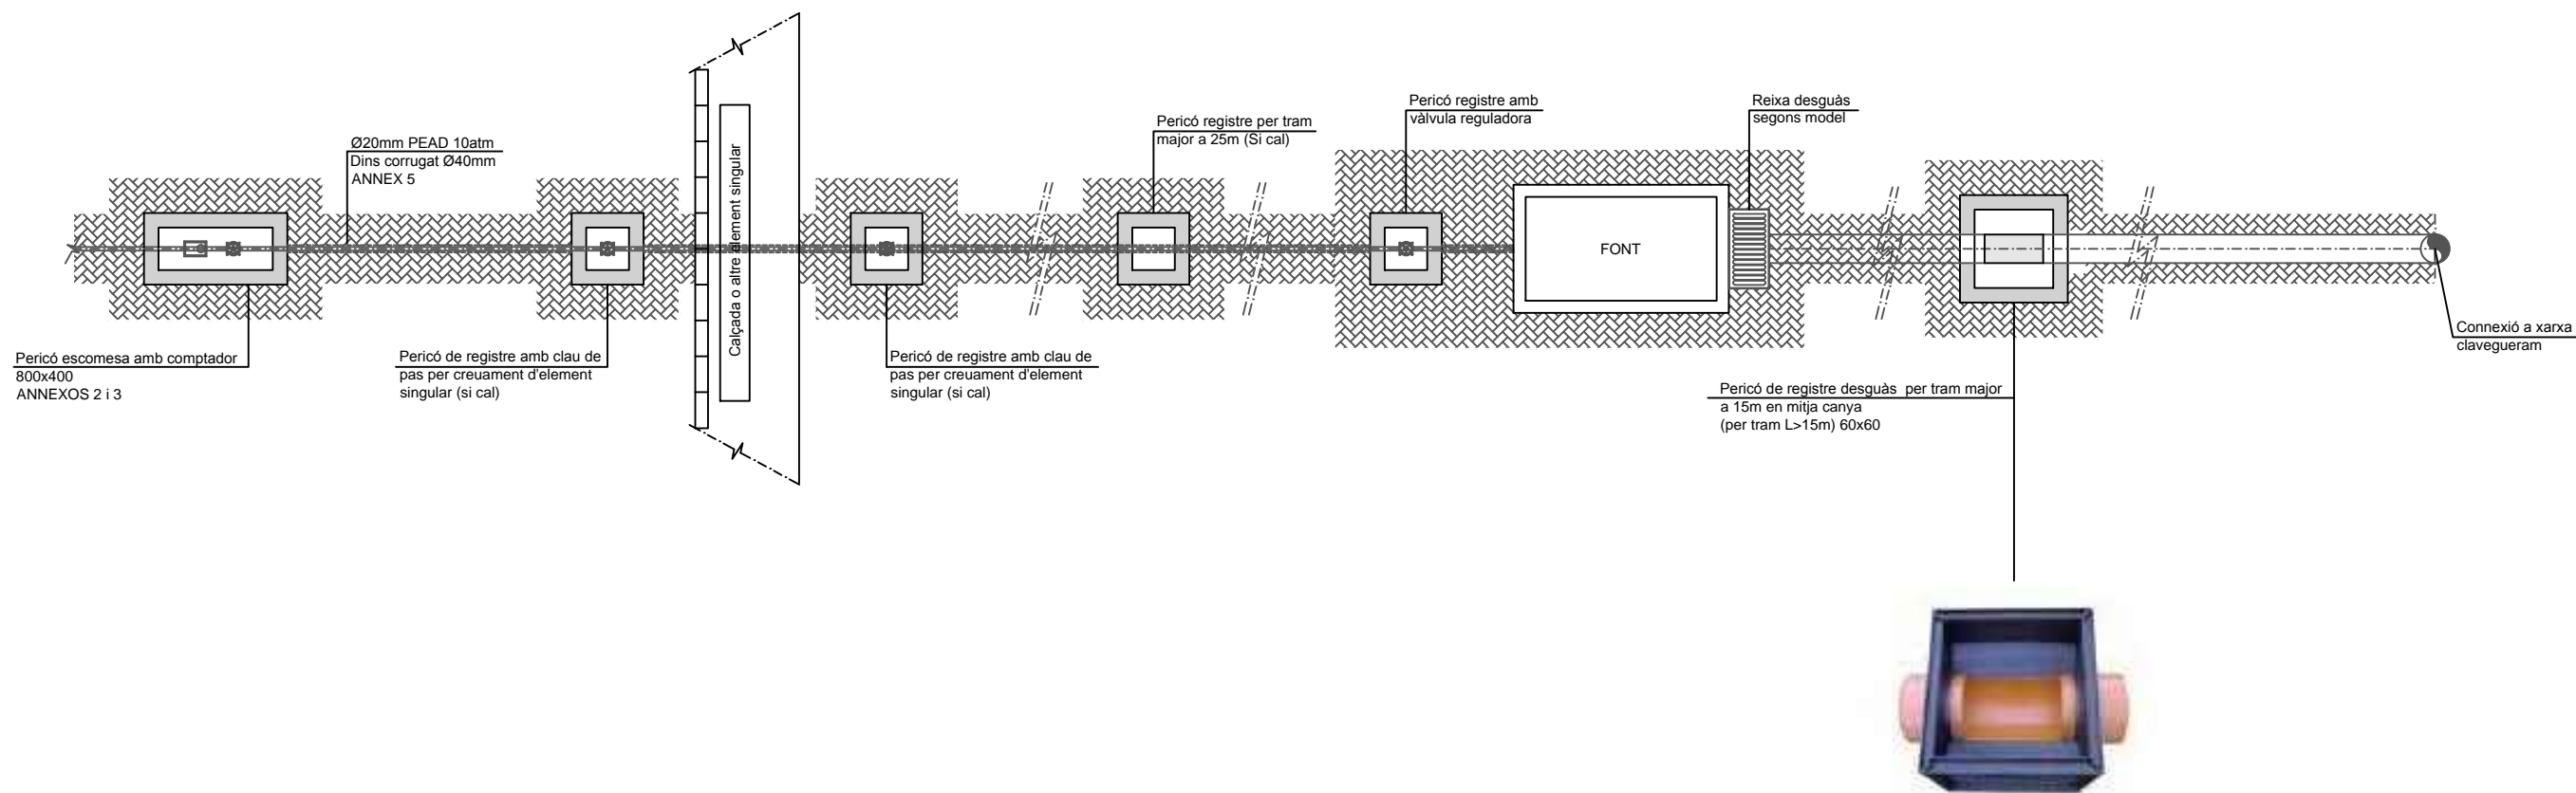 Ø20mm PEAD 10atm
Dins corrugat Ø40mm
ANNEX 5
Pericó escomesa amb comptador
800x400
ANNEXOS 2 i 3
Pericó de registre amb clau de
pas per creuament d'element
singular (si cal)
Calçada o altre element singular
Pericó de registre amb clau de
pas per creuament d'element
singular (si cal)
Pericó registre per tram
major a 25m (Si cal)
Pericó registre amb
vàlvula reguladora
FONT
Reixa desguàs
segons model
Pericó de registre desguàs per tram major
a 15m en mitja canya
(per tram L>15m) 60x60
Connexió a xarxa
clavegueram